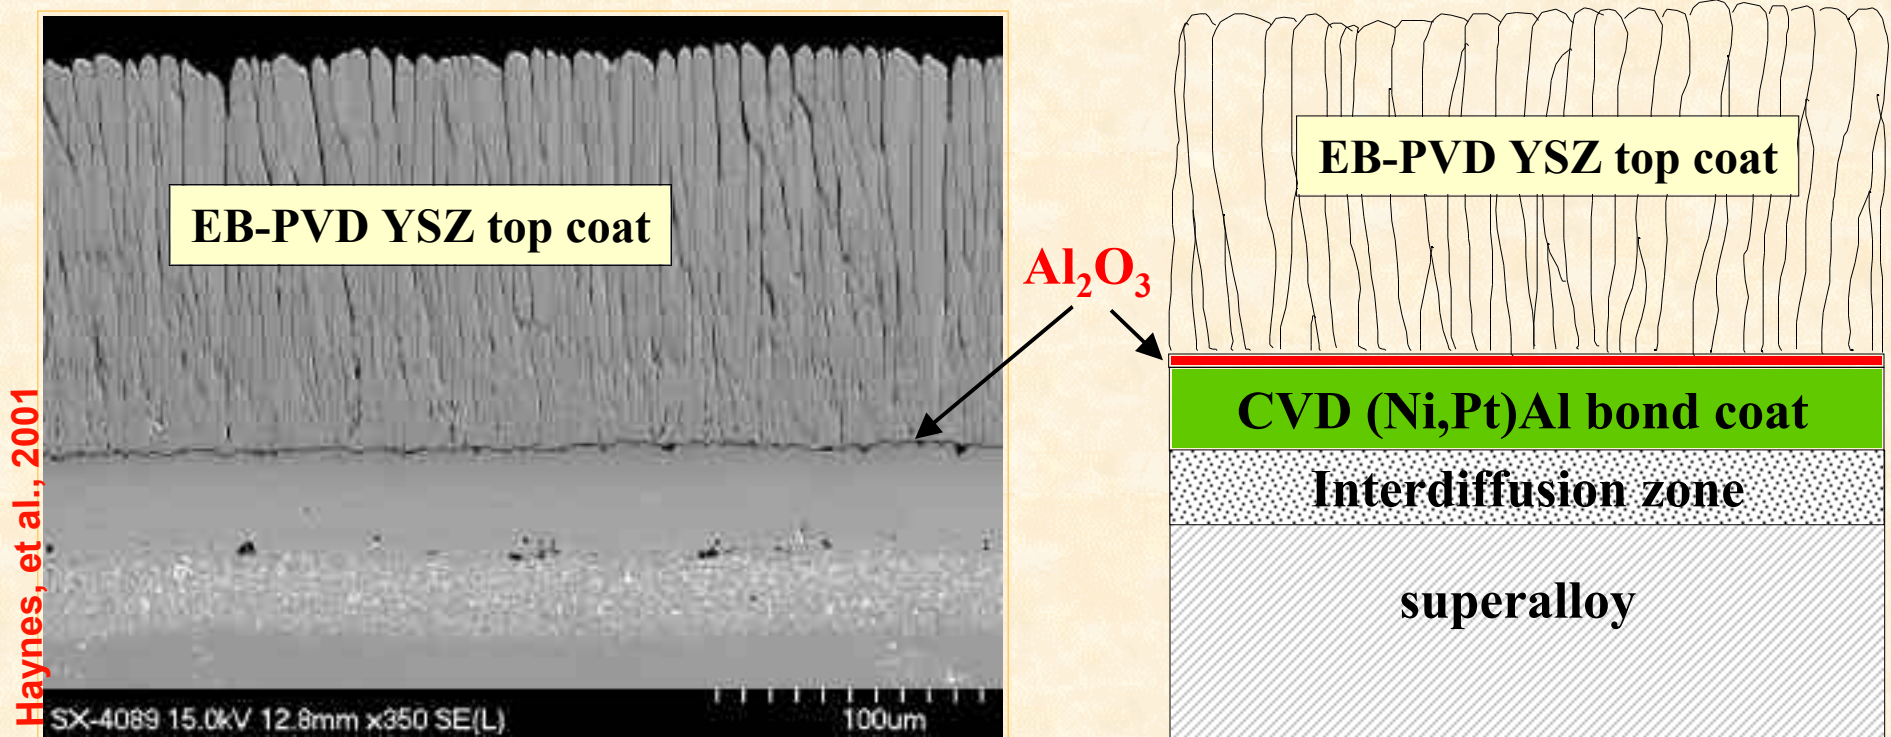 EB-PVD YSZ top coat
Haynes, et al., 2001
SX-4089 15.0kV 12.8mm x350 SE(L)
100um
Al₂O₃
EB-PVD YSZ top coat
CVD (Ni,Pt)Al bond coat
Interdiffusion zone
superalloy